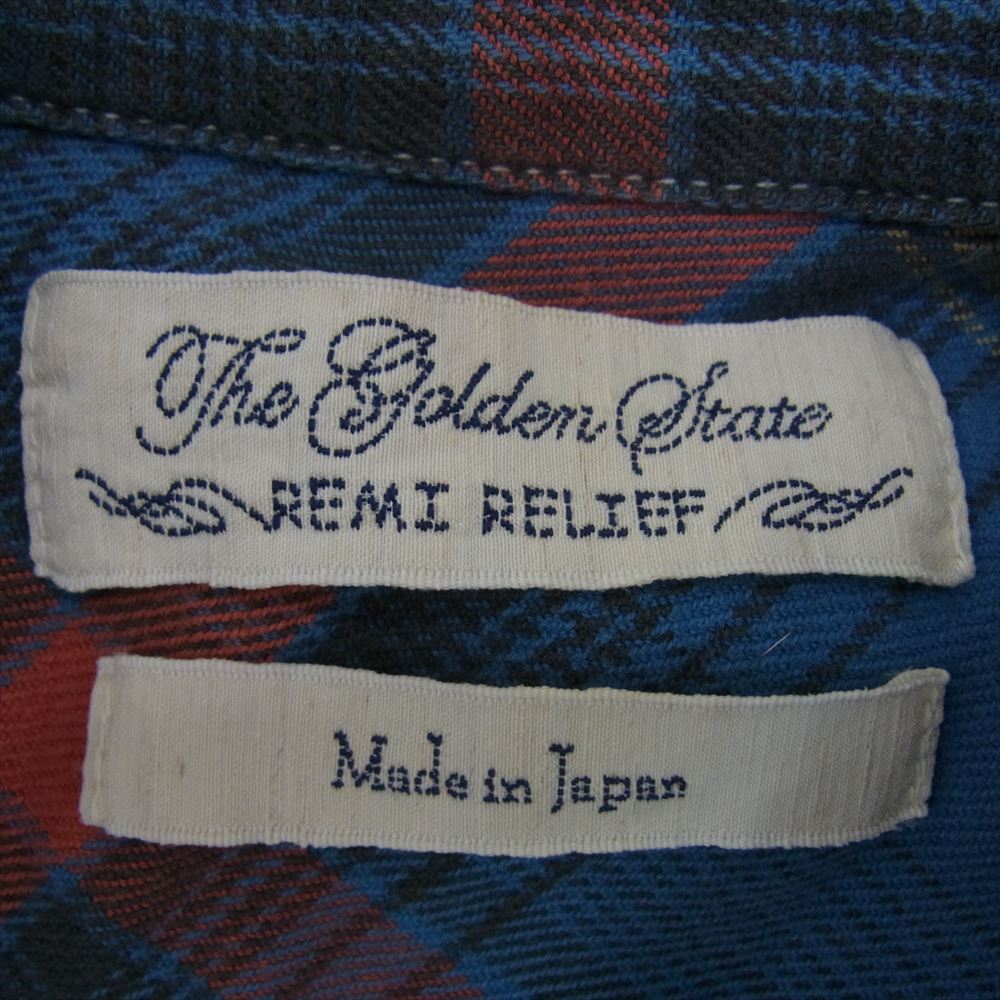 The Golden State
REMI RELIEF
Made in Japan